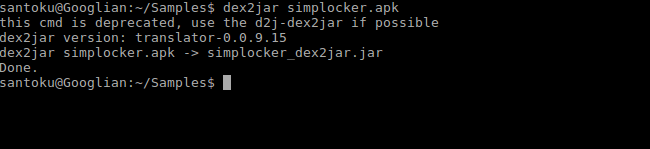 santoku@Googlian:~/Samples$ dex2jar simplocker.apk
this cmd is deprecated, use the d2j-dex2jar if possible
dex2jar version: translator-0.0.9.15
dex2jar simplocker.apk -> simplocker_dex2jar.jar
Done.
santoku@Googlian:~/Samples$